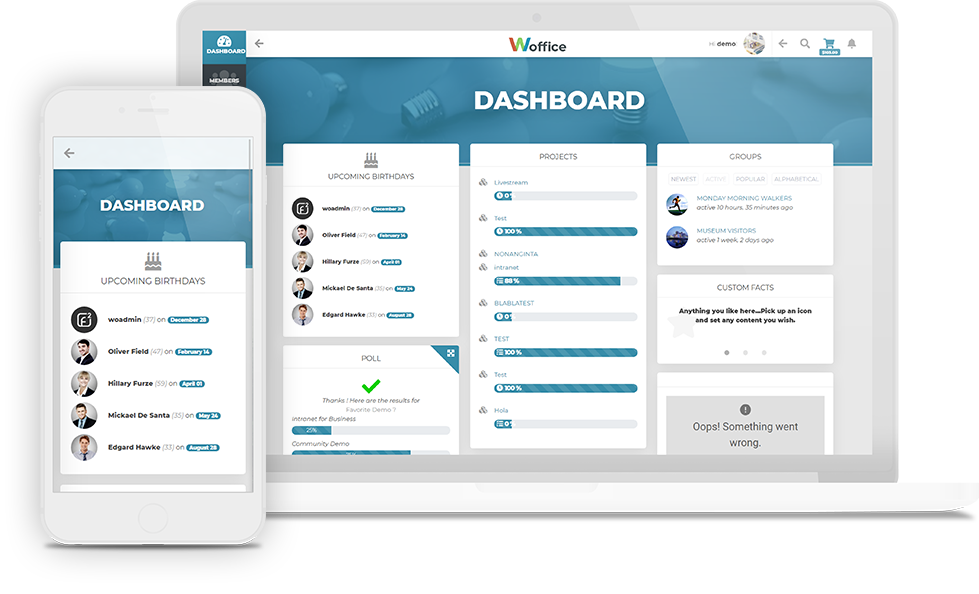 DASHBOARD
MEMBERS
Woffice
Hi demo
DASHBOARD
UPCOMING BIRTHDAYS
woadmin (37) on December 28
Oliver Field (47) on February 14
Hillary Furze (59) on April 01
Mickael De Santa (35) on May 24
Edgard Hawke (33) on August 28
POLL
Thanks ! Here are the results for
Favorite Demo ?
Intranet for Business
25%
Community Demo
PROJECTS
Livestream
0
Test
100 %
NONANGINTA
intranet
88 %
BLABLATEST
0
TEST
100 %
Test
100 %
Hola
0
GROUPS
NEWEST ACTIVE POPULAR ALPHABETICAL
MONDAY MORNING WALKERS
active 10 hours, 35 minutes ago
MUSEUM VISITORS
active 1 week, 2 days ago
CUSTOM FACTS
Anything you like here...Pick up an icon
and set any content you wish.
Oops! Something went
wrong.
DASHBOARD
UPCOMING BIRTHDAYS
woadmin (37) on December 28
Oliver Field (47) on February 14
Hillary Furze (59) on April 01
Mickael De Santa (35) on May 24
Edgard Hawke (33) on August 28